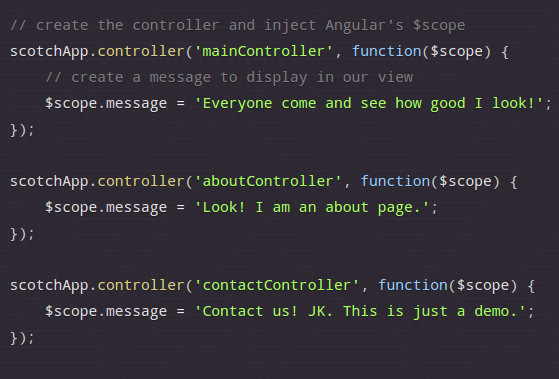 // create the controller and inject Angular's $scope
scotchApp.controller('mainController', function($scope) {
    // create a message to display in our view
    $scope.message = 'Everyone come and see how good I look!';
});

scotchApp.controller('aboutController', function($scope) {
    $scope.message = 'Look! I am an about page.';
});

scotchApp.controller('contactController', function($scope) {
    $scope.message = 'Contact us! JK. This is just a demo.';
});